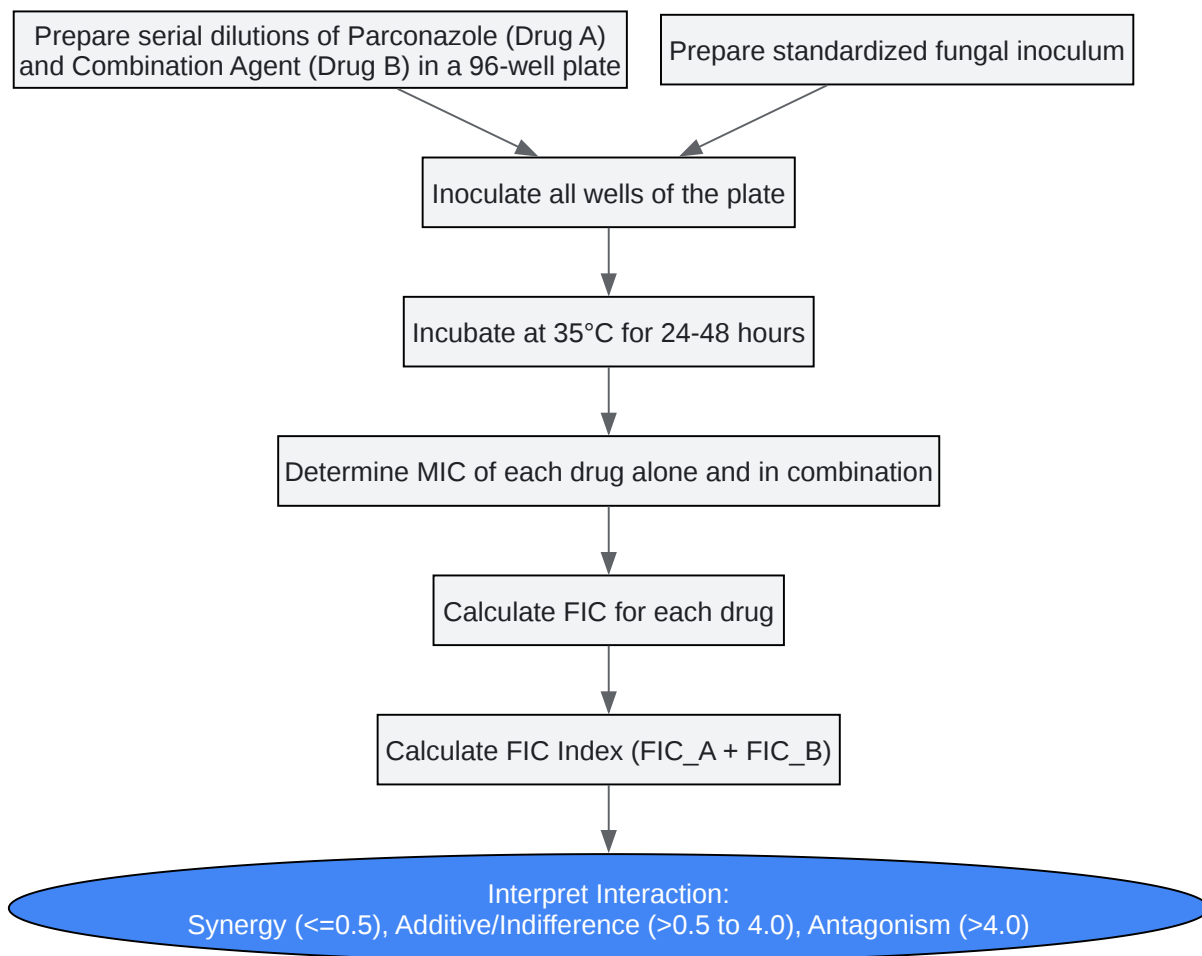 Prepare serial dilutions of Parconazole (Drug A)
and Combination Agent (Drug B) in a 96-well plate
Prepare standardized fungal inoculum
Inoculate all wells of the plate
Incubate at 35°C for 24-48 hours
Determine MIC of each drug alone and in combination
Calculate FIC for each drug
Calculate FIC Index (FIC_A + FIC_B)
Interpret Interaction:
Synergy (<=0.5), Additive/Indifference (>0.5 to 4.0), Antagonism (>4.0)